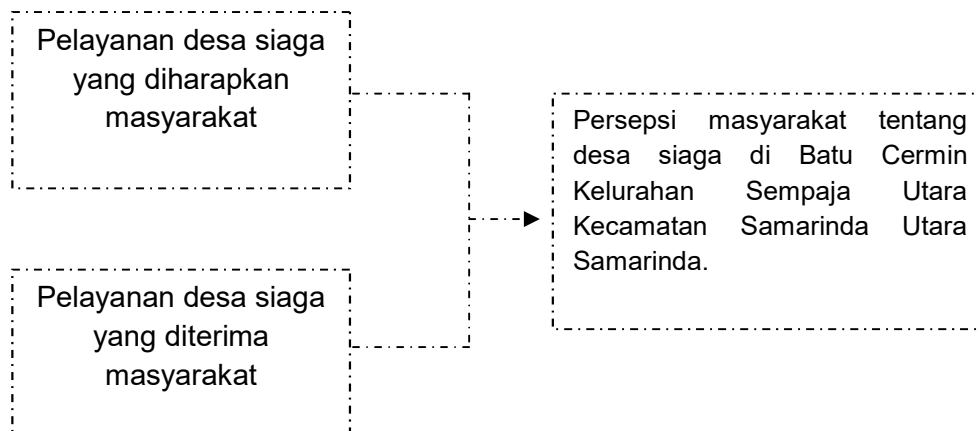 Pelayanan desa siaga
yang diharapkan
masyarakat
Persepsi masyarakat tentang
desa siaga di Batu Cermin
Kelurahan Sempaja Utara
Kecamatan Samarinda Utara
Samarinda.
Pelayanan desa siaga
yang diterima
masyarakat